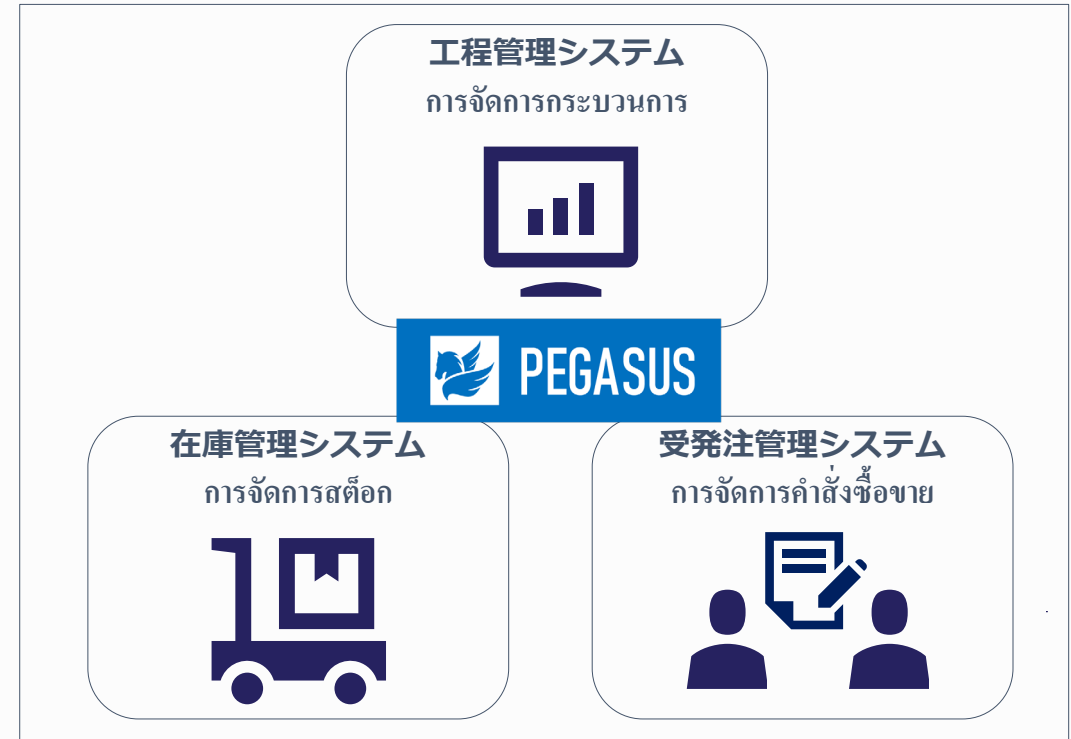 工程管理システム
การจัดการกระบวนการ
PEGASUS
在庫管理システム
การจัดการสต็อก
受発注管理システム
การจัดการคำสั่งซื้อขาย